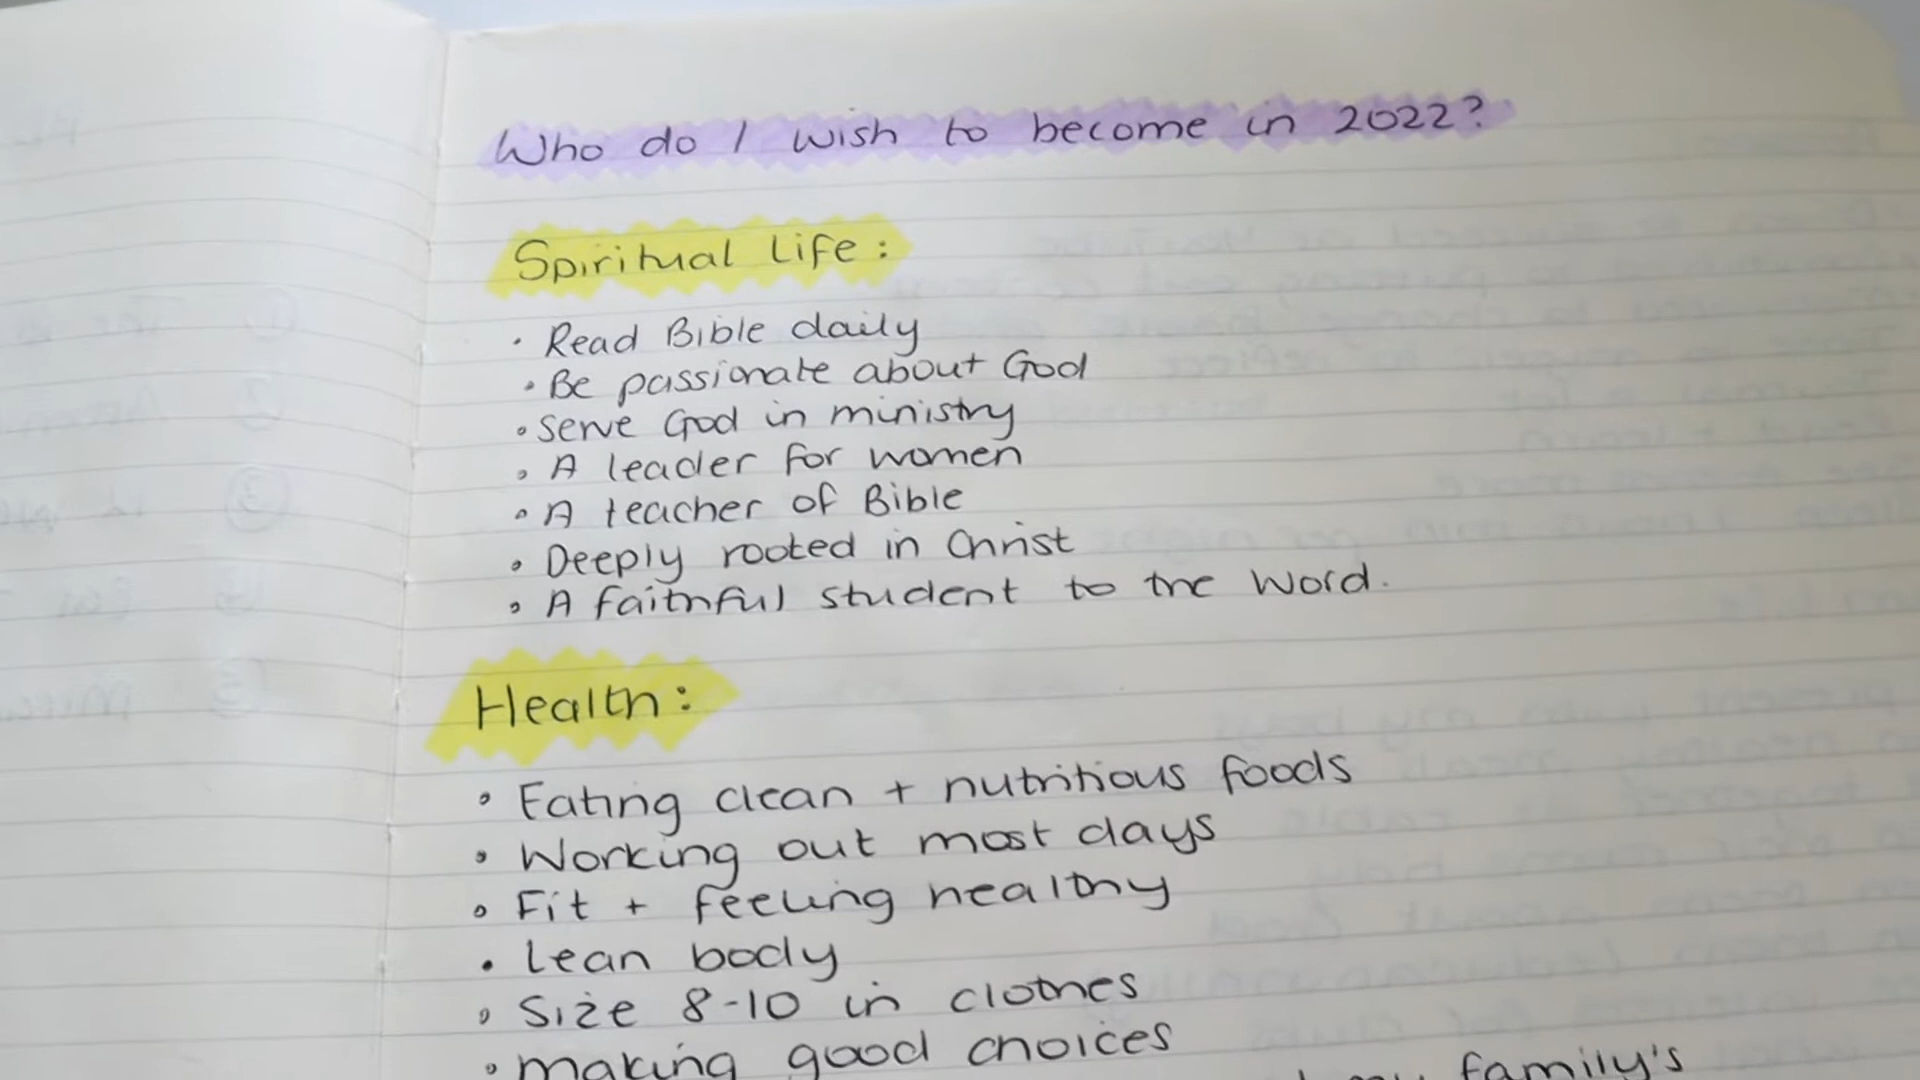 Who do I wish to become in 2022?
Spiritual Life:
• Read Bible daily
• Be passionate about God
• Serve God in ministry
• A leader for women
• A teacher of Bible
• Deeply rooted in Christ
• A faithful student to the Word.
Health:
• Eating clean + nutritious foods
• Working out most days
• Fit + feeling healthy
• Lean body
• Size 8-10 in clothes
• making good choices
family's